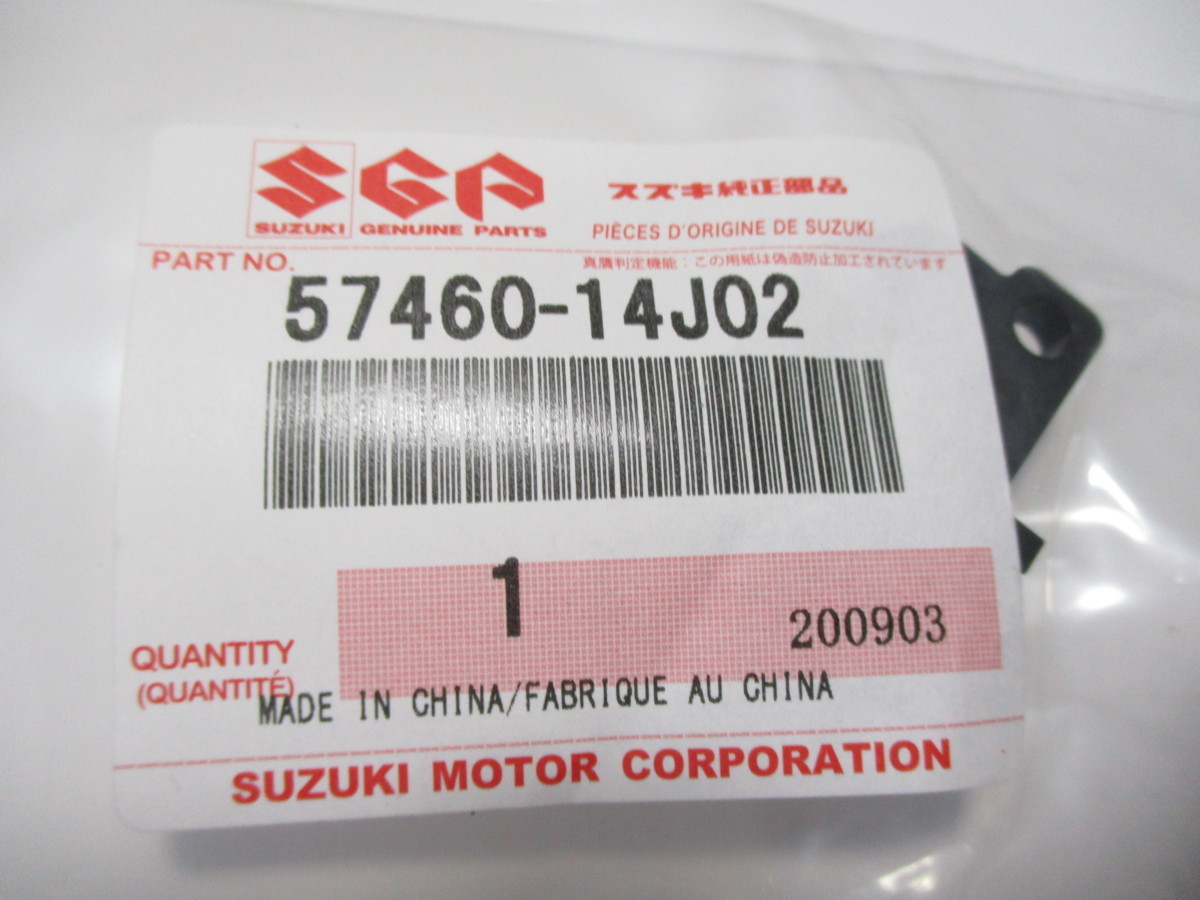 SGP
SUZUKI GENUINE PARTS
スズキ純正部品
PIÈCES D'ORIGINE DE SUZUKI
PART NO.
真贋判定機能:この用紙は偽造防止加工されています
57460-14J02
1
200903
QUANTITY
(QUANTITÉ)
MADE IN CHINA/FABRIQUE AU CHINA
SUZUKI MOTOR CORPORATION